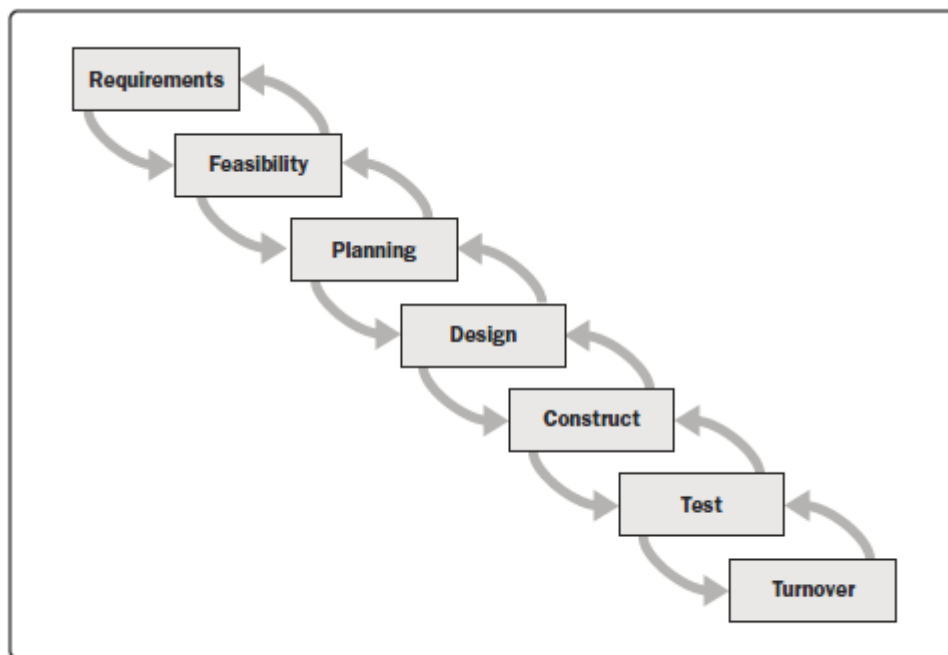 Requirements
Feasibility
Planning
Design
Construct
Test
Turnover